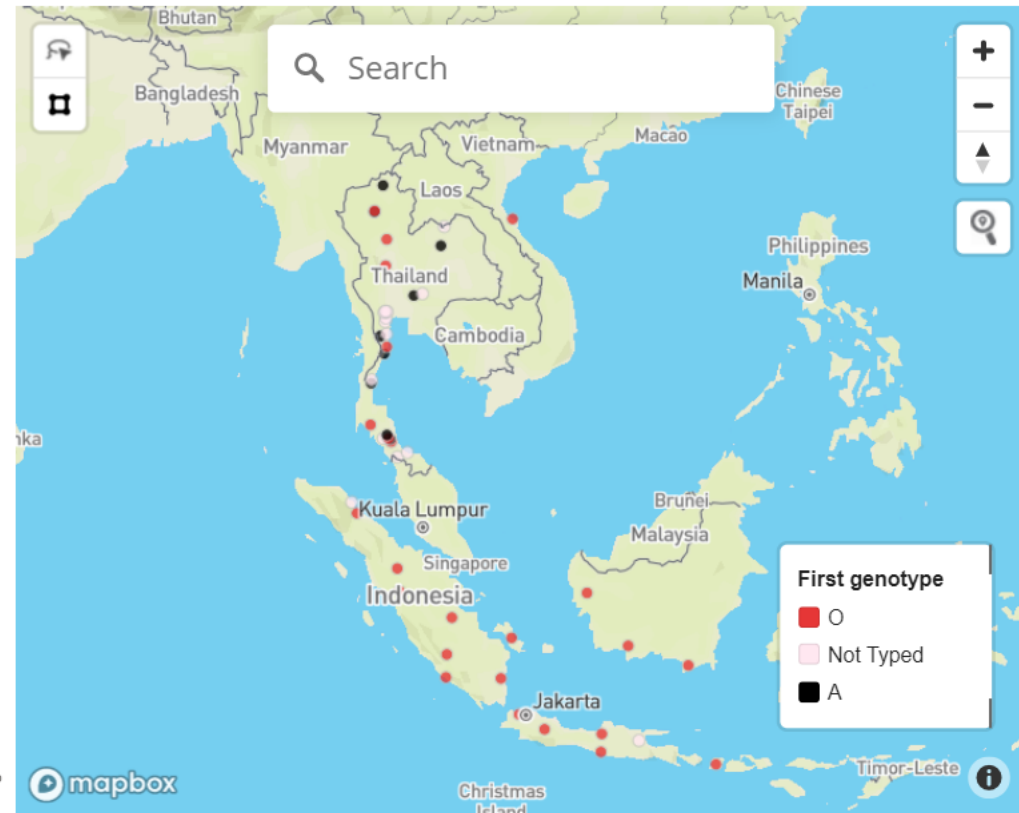 Bhutan
Search
Bangladesh
Chinese
Taipei
Macao
Myanmar
Vietnam
Laos
Philippines
Thailand
Manila
Cambodia
nka
Kuala Lumpur
Brunei
Malaysia
Singapore
Indonesia
First genotype
O
Not Typed
A
Jakarta
Timor-Leste
mapbox
Christmas
Island